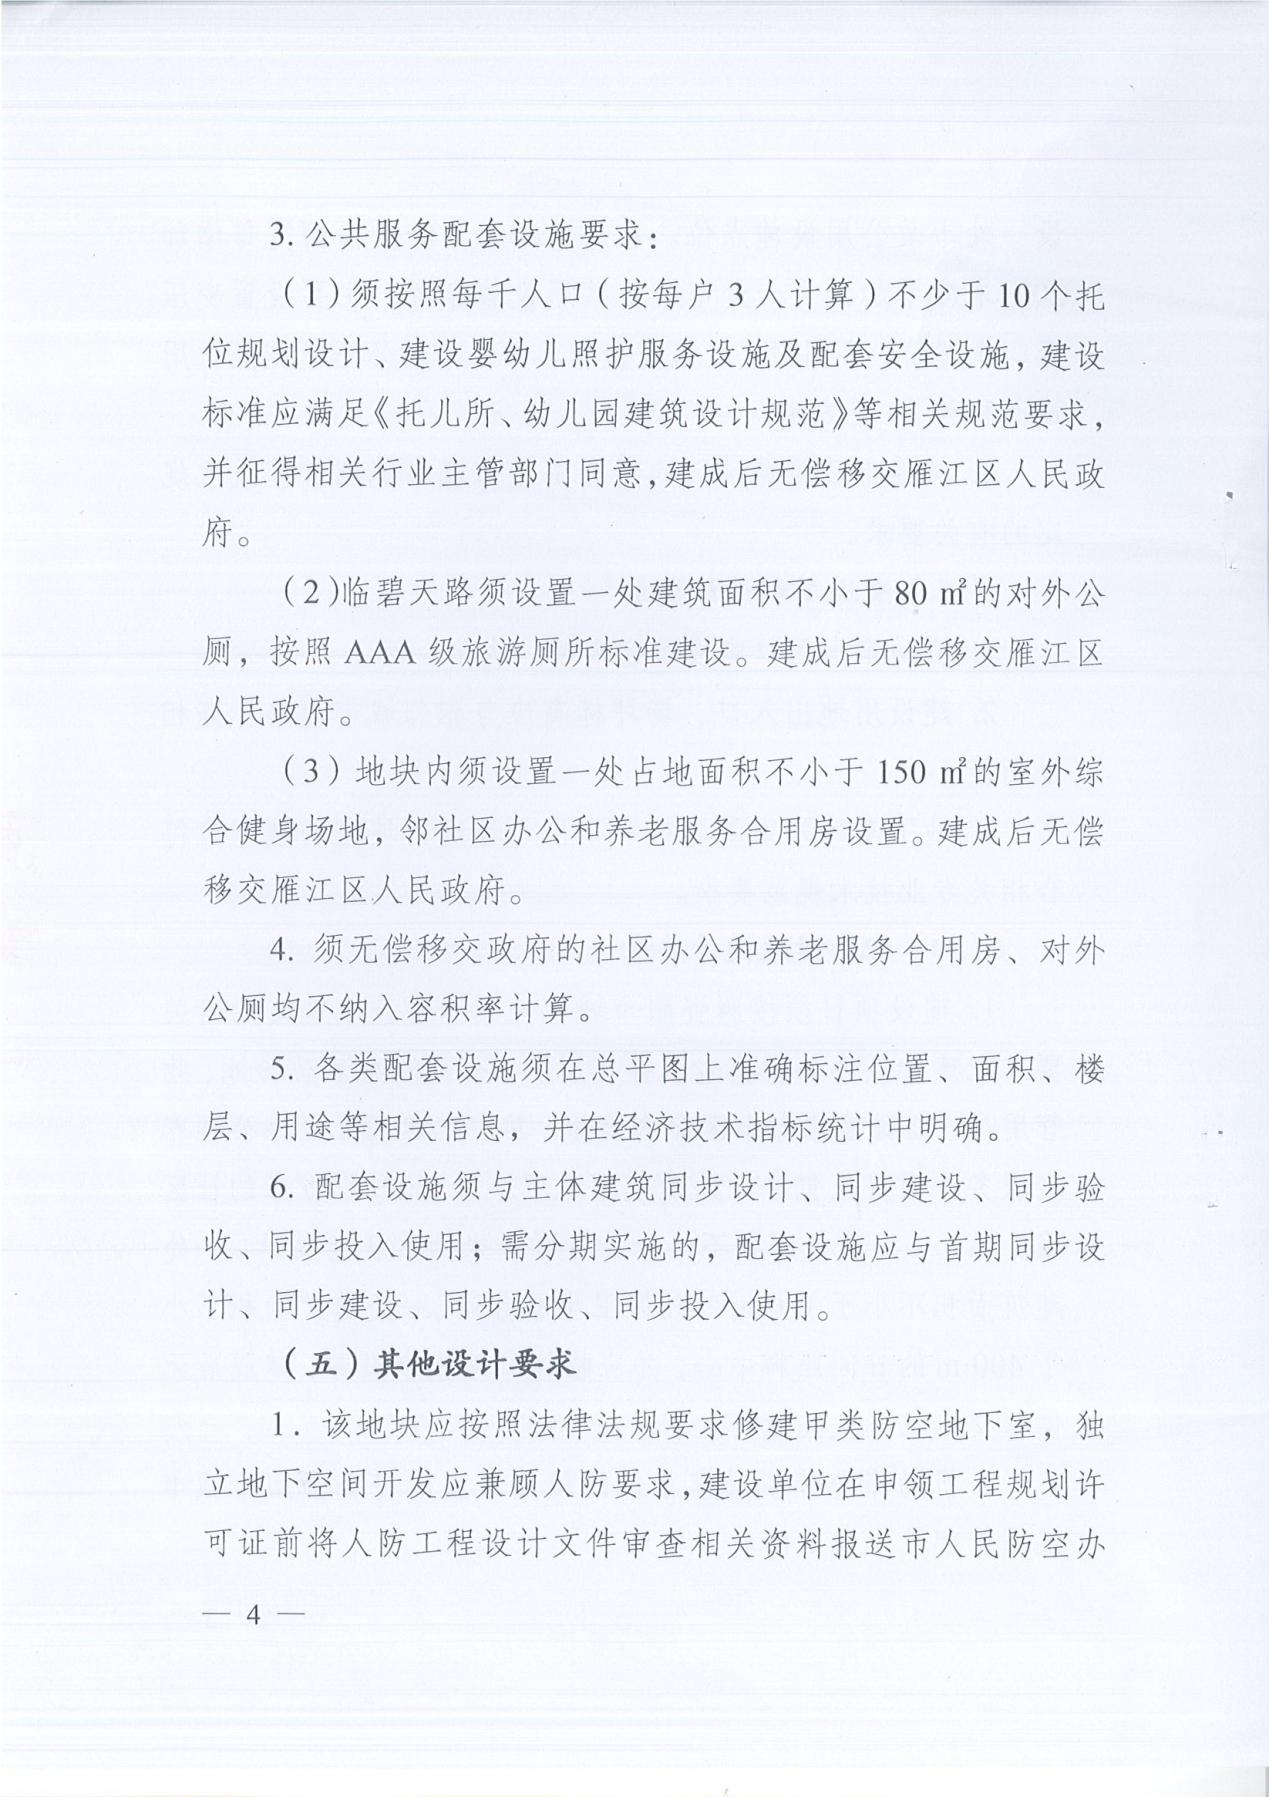 3. 公共服务配套设施要求：
（1）须按照每千人口（按每户 3 人计算）不少于 10 个托
位规划设计、建设婴幼儿照护服务设施及配套安全设施，建设
标准应满足《托儿所、幼儿园建筑设计规范》等相关规范要求，
并征得相关行业主管部门同意，建成后无偿移交雁江区人民政
府。
（2）临碧天路须设置一处建筑面积不小于 80 ㎡的对外公
厕，按照 AAA 级旅游厕所标准建设。建成后无偿移交雁江区
人民政府。
（3）地块内须设置一处占地面积不小于 150 ㎡的室外综
合健身场地，邻社区办公和养老服务合用房设置。建成后无偿
移交雁江区人民政府。
4. 须无偿移交政府的社区办公和养老服务合用房、对外
公厕均不纳入容积率计算。
5. 各类配套设施须在总平图上准确标注位置、面积、楼
层、用途等相关信息，并在经济技术指标统计中明确。
6. 配套设施须与主体建筑同步设计、同步建设、同步验
收、同步投入使用；需分期实施的，配套设施应与首期同步设
计、同步建设、同步验收、同步投入使用。
（五）其他设计要求
1. 该地块应按照法律法规要求修建甲类防空地下室，独
立地下空间开发应兼顾人防要求，建设单位在申领工程规划许
可证前将人防工程设计文件审查相关资料报送市人民防空办
— 4 —